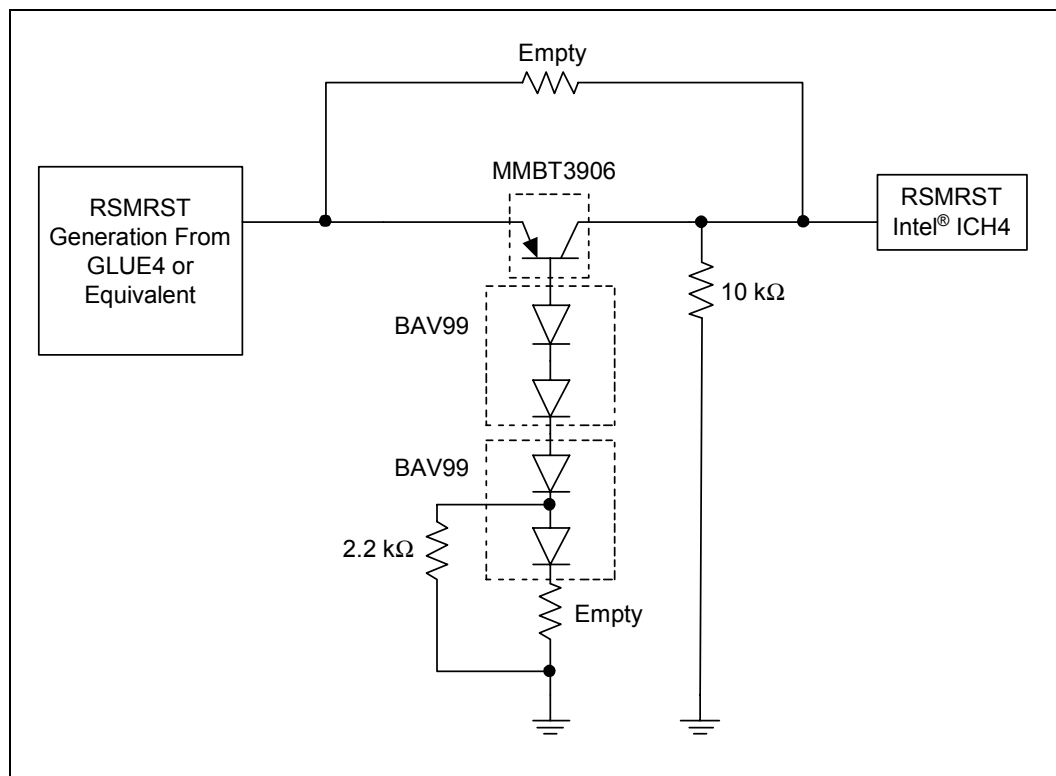 Empty
MMBT3906
RSMRST
Generation From
GLUE4 or
Equivalent
RSMRST
Intel® ICH4
10 kΩ
BAV99
BAV99
2.2 kΩ
Empty